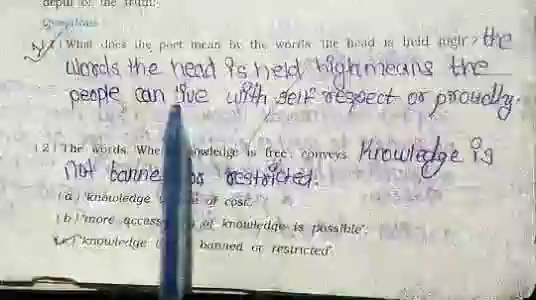 depth of the truth.
Questions
(1) What does the poet mean by the words the head is held high? the
words the head is held high means the
people can live with self respect or proudly.
(2) The words, Whe knowledge is free, conveys Knowledge is
not banne or restricted.
(a) 'knowledge of cost.
(b) 'more access of knowledge is possible'.
knowledge banned or restricted